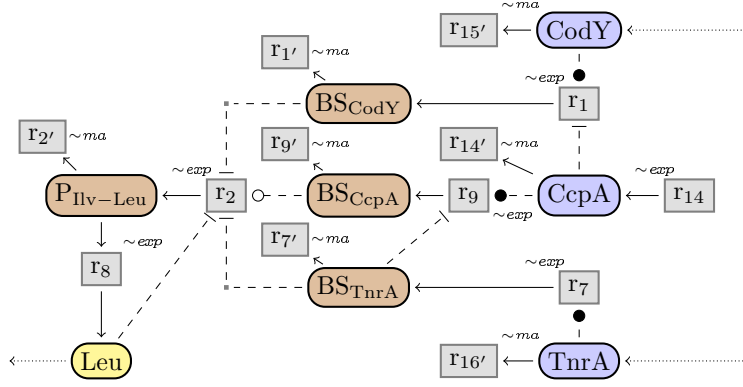 r15′ ~ma CodY
r1′ ~ma ~exp
BSCodY r1
r2′ ~ma r9′ ~ma r14′ ~ma
~exp ~exp
PIlv−Leu r2 BSCcpA r9 CcpA r14
~exp
~exp r7′ ~ma ~exp
r8 BSTnrA r7
~ma
Leu r16′ TnrA